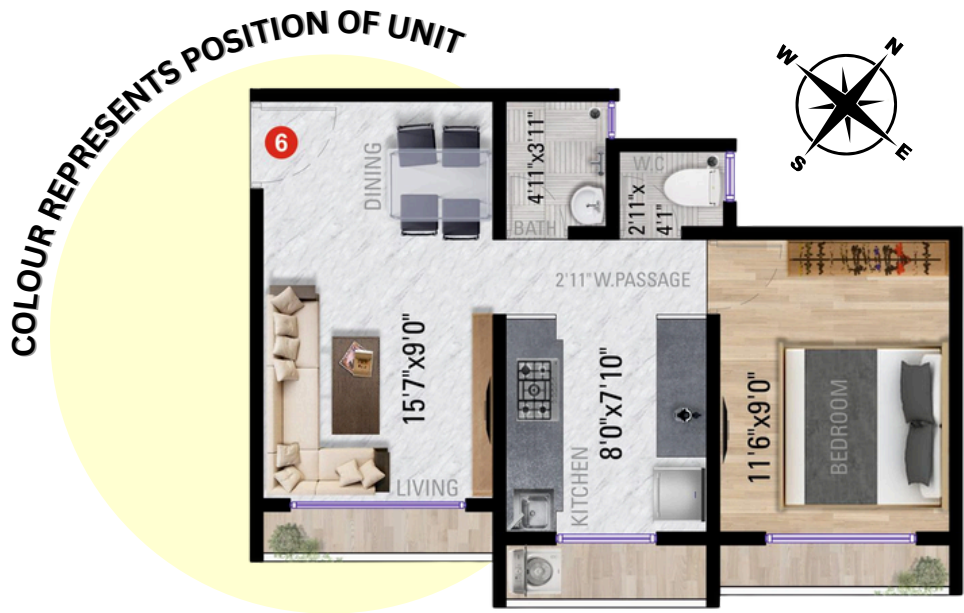 COLOUR REPRESENTS POSITION OF UNIT
N
W
E
S
6
DINING
4'11"x3'11"
BATH
W.C
2'11"x
4'1"
2'11" W.PASSAGE
15'7"x9'0"
LIVING
8'0"x7'10"
KITCHEN
11'6"x9'0"
BEDROOM